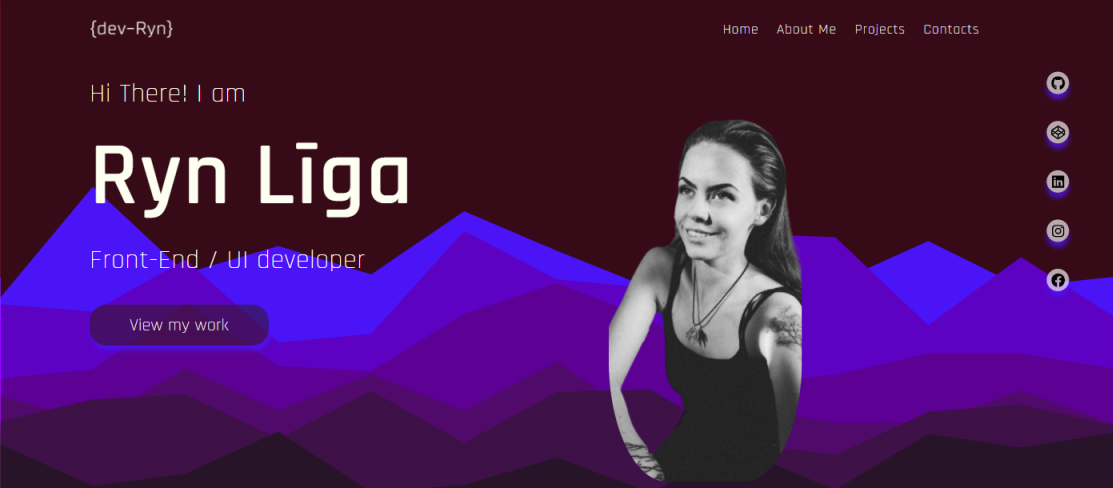 {dev-Ryn}
Home About Me Projects Contacts
Hi There! I am
Ryn Līga
Front-End / UI developer
View my work